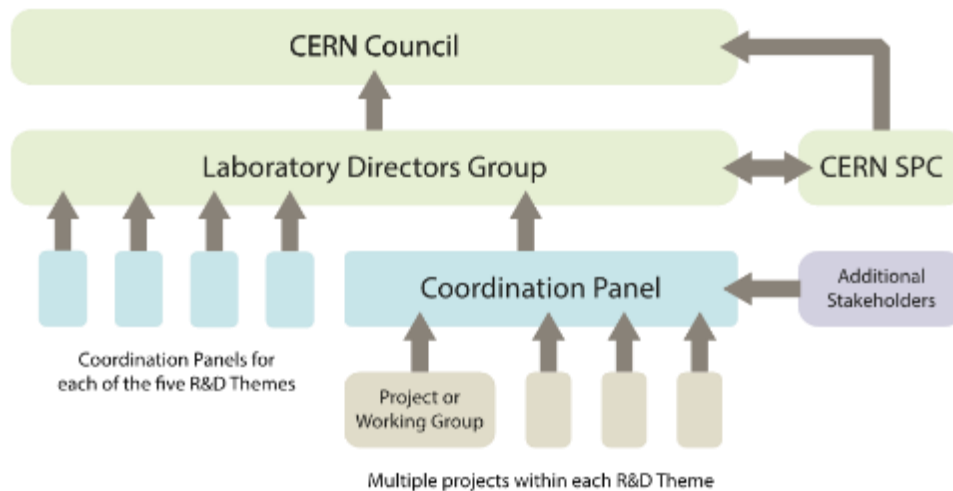 CERN Council
Laboratory Directors Group
CERN SPC
Coordination Panel
Additional
Stakeholders
Coordination Panels for
each of the five R&D Themes
Project or
Working Group
Multiple projects within each R&D Theme